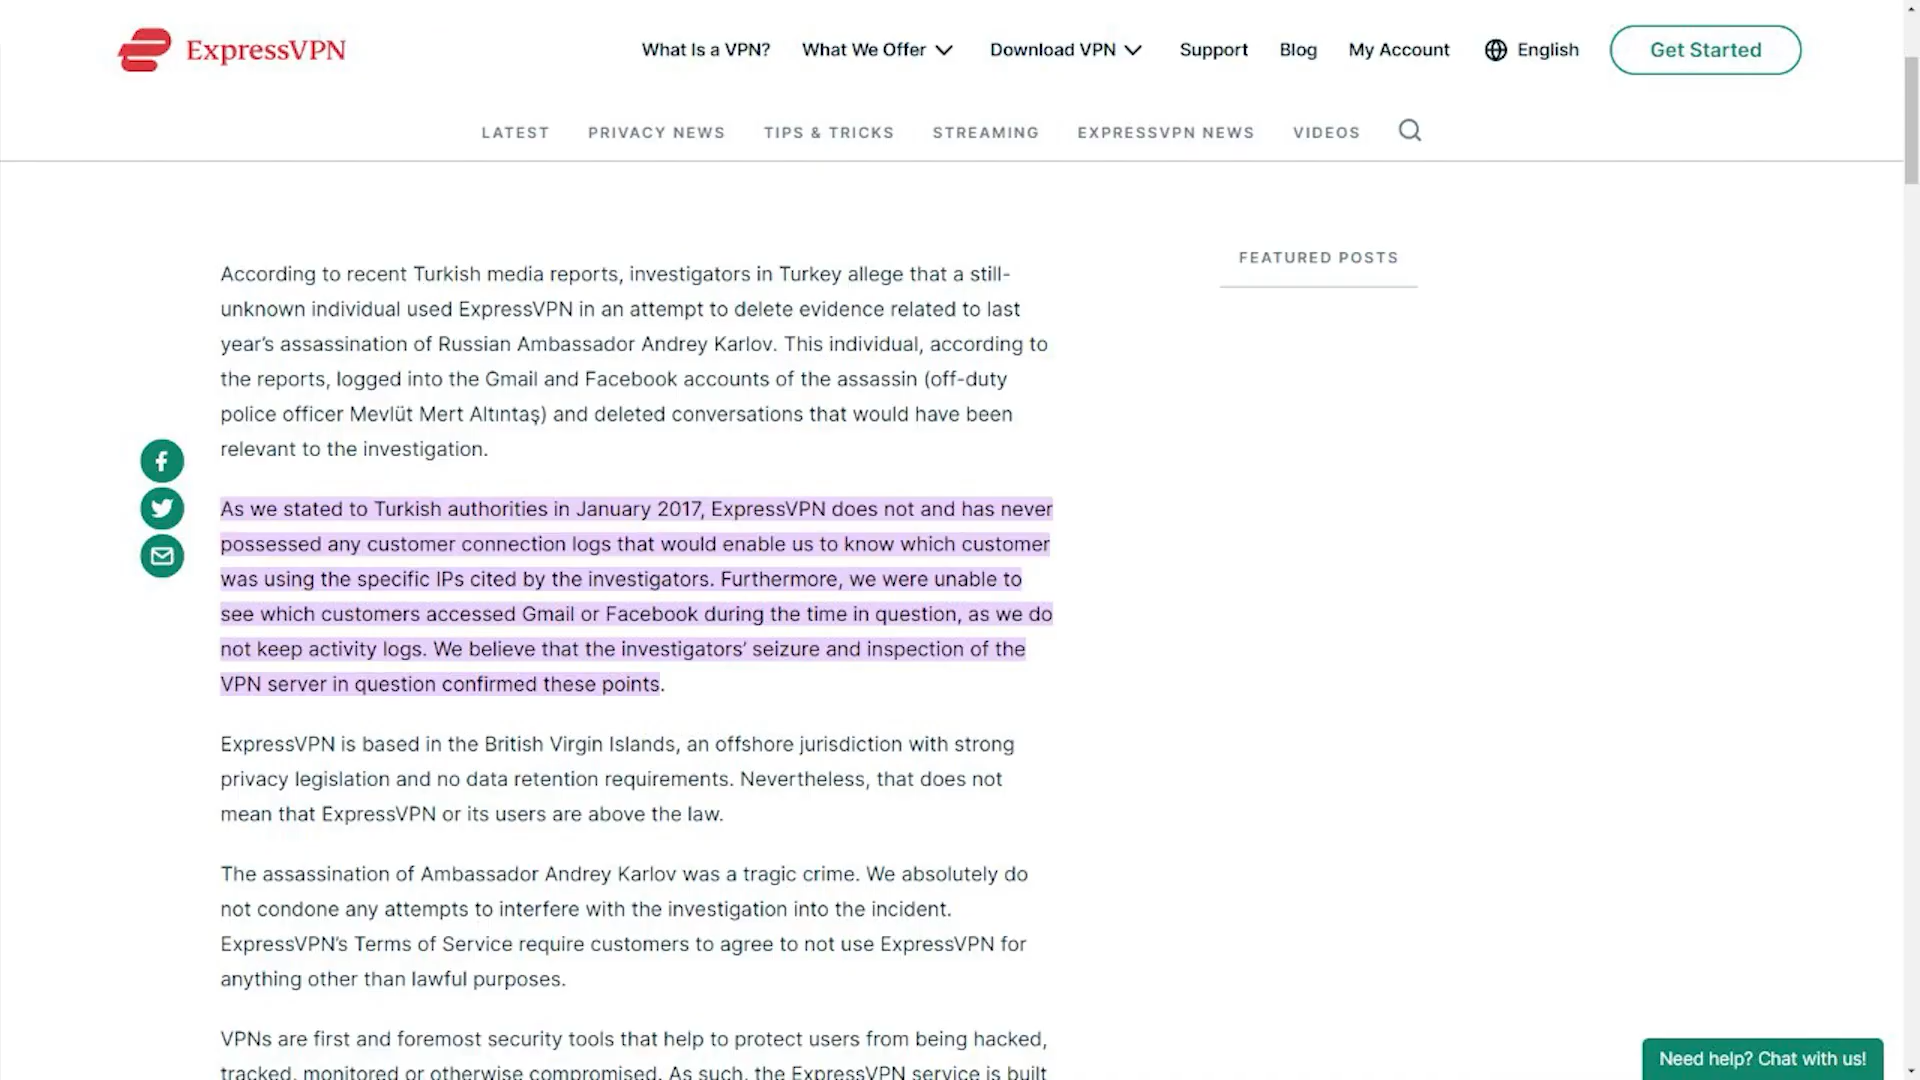 ExpressVPN
What Is a VPN? What We Offer Download VPN Support Blog My Account English Get Started
LATEST PRIVACY NEWS TIPS & TRICKS STREAMING EXPRESSVPN NEWS VIDEOS
According to recent Turkish media reports, investigators in Turkey allege that a still-
unknown individual used ExpressVPN in an attempt to delete evidence related to last
year’s assassination of Russian Ambassador Andrey Karlov. This individual, according to
the reports, logged into the Gmail and Facebook accounts of the assassin (off-duty
police officer Mevlüt Mert Altıntaş) and deleted conversations that would have been
relevant to the investigation.
As we stated to Turkish authorities in January 2017, ExpressVPN does not and has never
possessed any customer connection logs that would enable us to know which customer
was using the specific IPs cited by the investigators. Furthermore, we were unable to
see which customers accessed Gmail or Facebook during the time in question, as we do
not keep activity logs. We believe that the investigators’ seizure and inspection of the
VPN server in question confirmed these points.
ExpressVPN is based in the British Virgin Islands, an offshore jurisdiction with strong
privacy legislation and no data retention requirements. Nevertheless, that does not
mean that ExpressVPN or its users are above the law.
The assassination of Ambassador Andrey Karlov was a tragic crime. We absolutely do
not condone any attempts to interfere with the investigation into the incident.
ExpressVPN’s Terms of Service require customers to agree to not use ExpressVPN for
anything other than lawful purposes.
VPNs are first and foremost security tools that help to protect users from being hacked,
tracked, monitored or otherwise compromised. As such, the ExpressVPN service is built
FEATURED POSTS
Need help? Chat with us!